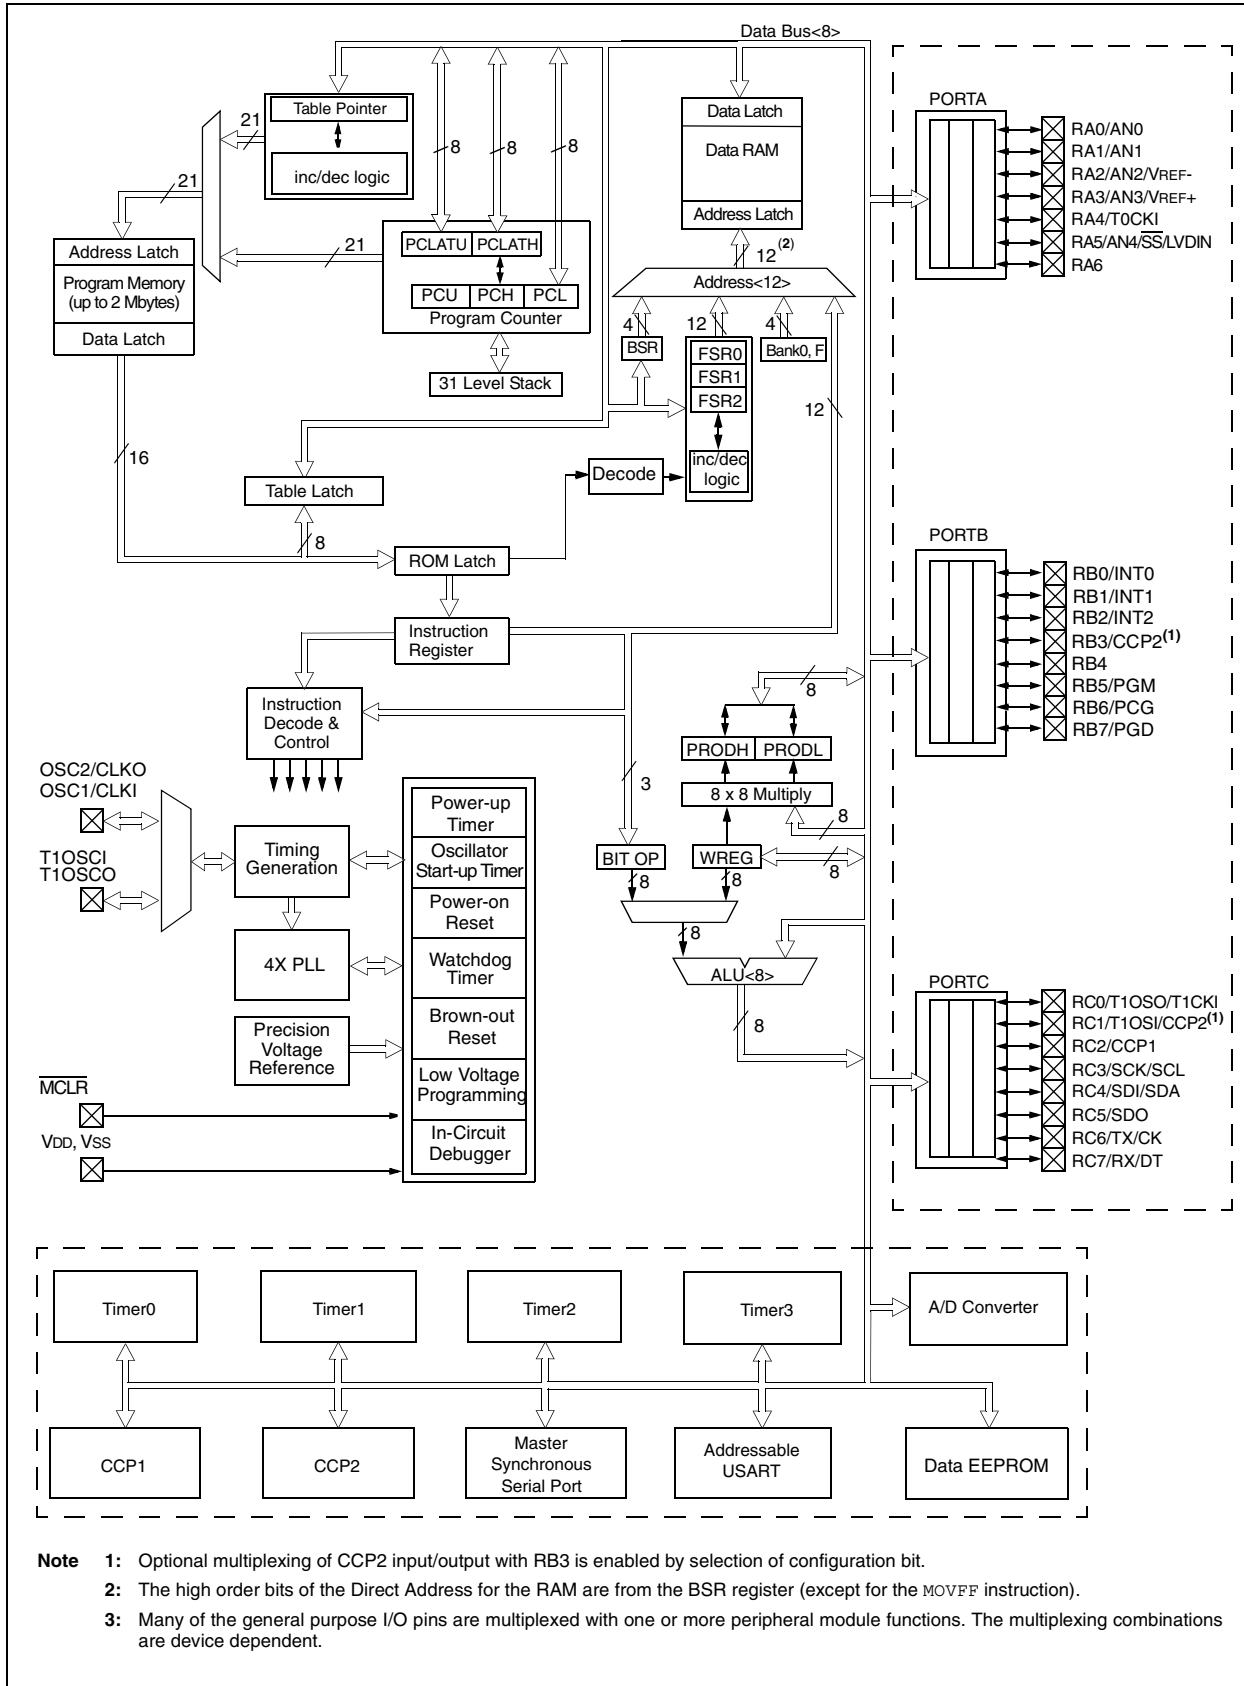 Data Bus<8>
PORTA
Table Pointer
Data Latch
21
RA0/AN0
8
8
8
Data RAM
RA1/AN1
inc/dec logic
RA2/AN2/VREF-
21
RA3/AN3/VREF+
Address Latch
RA4/T0CKI
21
PCLATU
PCLATH
12(2)
RA5/AN4/SS/LVDIN
Address Latch
RA6
Program Memory
(up to 2 Mbytes)
Address<12>
PCU
PCH
PCL
Program Counter
4
12
4
Data Latch
BSR
FSR0
Bank0, F
31 Level Stack
FSR1
FSR2
12
16
inc/dec
logic
Decode
Table Latch
8
PORTB
ROM Latch
RB0/INT0
RB1/INT1
RB2/INT2
Instruction
Register
RB3/CCP2(1)
8
RB4
RB5/PGM
Instruction
Decode &
Control
RB6/PCG
RB7/PGD
PRODH
PRODL
OSC2/CLKO
OSC1/CLKI
3
8 x 8 Multiply
Power-up
Timer
8
T1OSCI
T1OSCO
Timing
Generation
Oscillator
Start-up Timer
BIT OP
WREG
8
8
8
Power-on
Reset
8
4X PLL
Watchdog
Timer
ALU<8>
PORTC
RC0/T1OSO/T1CKI
Precision
Voltage
Reference
Brown-out
Reset
8
RC1/T1OSI/CCP2(1)
RC2/CCP1
RC3/SCK/SCL
MCLR
Low Voltage
Programming
RC4/SDI/SDA
RC5/SDO
VDD, VSS
In-Circuit
Debugger
RC6/TX/CK
RC7/RX/DT
Timer0
Timer1
Timer2
Timer3
A/D Converter
CCP1
CCP2
Master
Synchronous
Serial Port
Addressable
USART
Data EEPROM
Note 1: Optional multiplexing of CCP2 input/output with RB3 is enabled by selection of configuration bit.
2: The high order bits of the Direct Address for the RAM are from the BSR register (except for the MOVFF instruction).
3: Many of the general purpose I/O pins are multiplexed with one or more peripheral module functions. The multiplexing combinations
are device dependent.